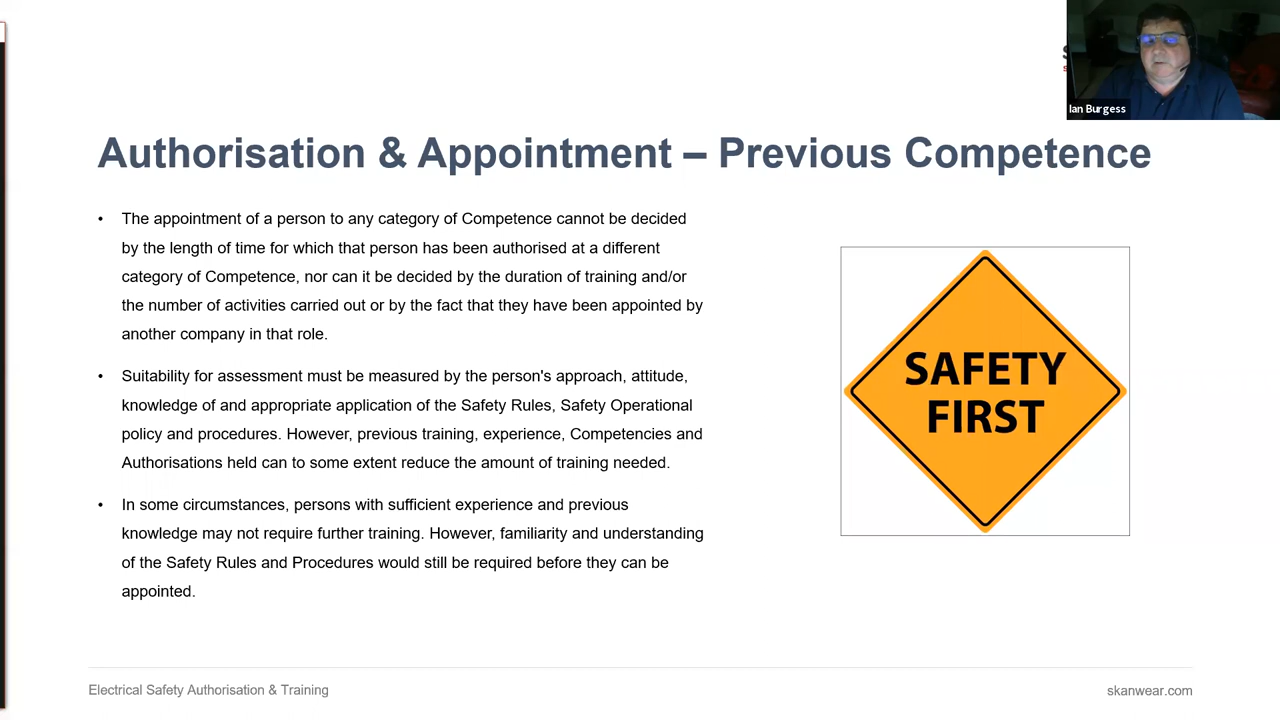 Ian Burgess
Authorisation & Appointment – Previous Competence
• The appointment of a person to any category of Competence cannot be decided
by the length of time for which that person has been authorised at a different
category of Competence, nor can it be decided by the duration of training and/or
the number of activities carried out or by the fact that they have been appointed by
another company in that role.
• Suitability for assessment must be measured by the person's approach, attitude,
knowledge of and appropriate application of the Safety Rules, Safety Operational
policy and procedures. However, previous training, experience, Competencies and
Authorisations held can to some extent reduce the amount of training needed.
• In some circumstances, persons with sufficient experience and previous
knowledge may not require further training. However, familiarity and understanding
of the Safety Rules and Procedures would still be required before they can be
appointed.
SAFETY
FIRST
Electrical Safety Authorisation & Training
skanwear.com